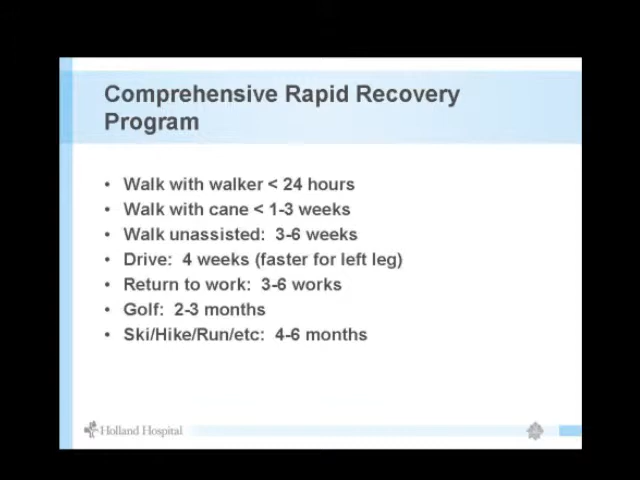 Comprehensive Rapid Recovery
Program
• Walk with walker < 24 hours
• Walk with cane < 1-3 weeks
• Walk unassisted: 3-6 weeks
• Drive: 4 weeks (faster for left leg)
• Return to work: 3-6 works
• Golf: 2-3 months
• Ski/Hike/Run/etc: 4-6 months
Holland Hospital